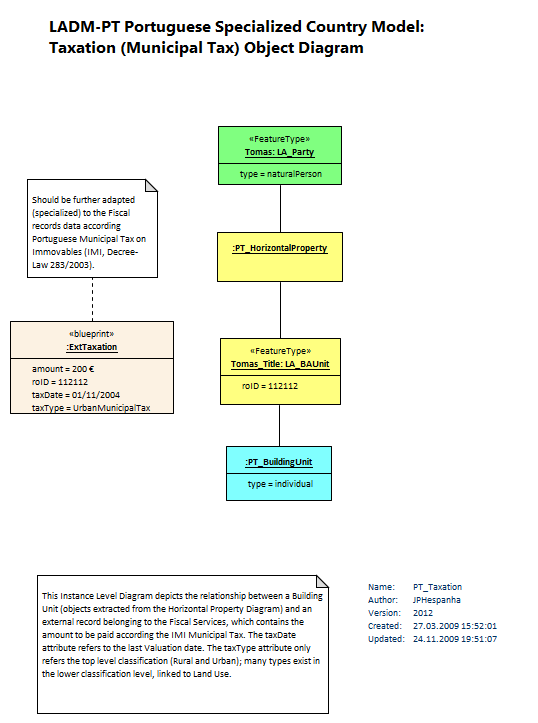 LADM-PT Portuguese Specialized Country Model:
Taxation (Municipal Tax) Object Diagram
«FeatureType»
Tomas: LA_Party
type = naturalPerson
Should be further adapted
(specialized) to the Fiscal
records data according
Portuguese Municipal Tax on
Immovables (IMI, Decree-
Law 283/2003).
:PT_HorizontalProperty
«blueprint»
:ExtTaxation
amount = 200 €
roID = 112112
taxDate = 01/11/2004
taxType = UrbanMunicipalTax
«FeatureType»
Tomas_Title: LA_BAUnit
roID = 112112
:PT_BuildingUnit
type = individual
This Instance Level Diagram depicts the relationship between a Building
Unit (objects extracted from the Horizontal Property Diagram) and an
external record belonging to the Fiscal Services, which contains the
amount to be paid according the IMI Municipal Tax. The taxDate
attribute refers to the last Valuation date. The taxType attribute only
refers the top level classification (Rural and Urban); many types exist in
the lower classification level, linked to Land Use.
Name: PT_Taxation
Author: JPHespanha
Version: 2012
Created: 27.03.2009 15:52:01
Updated: 24.11.2009 19:51:07